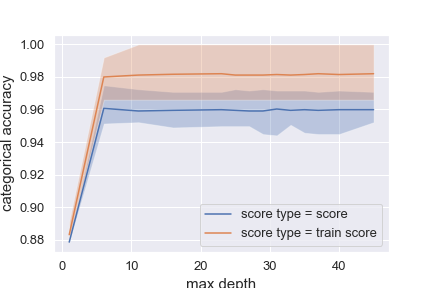 1.00
0.98
0.96
0.94
0.92
0.90
0.88
categorical accuracy
0 10 20 30 40
max depth
score type = score
score type = train score